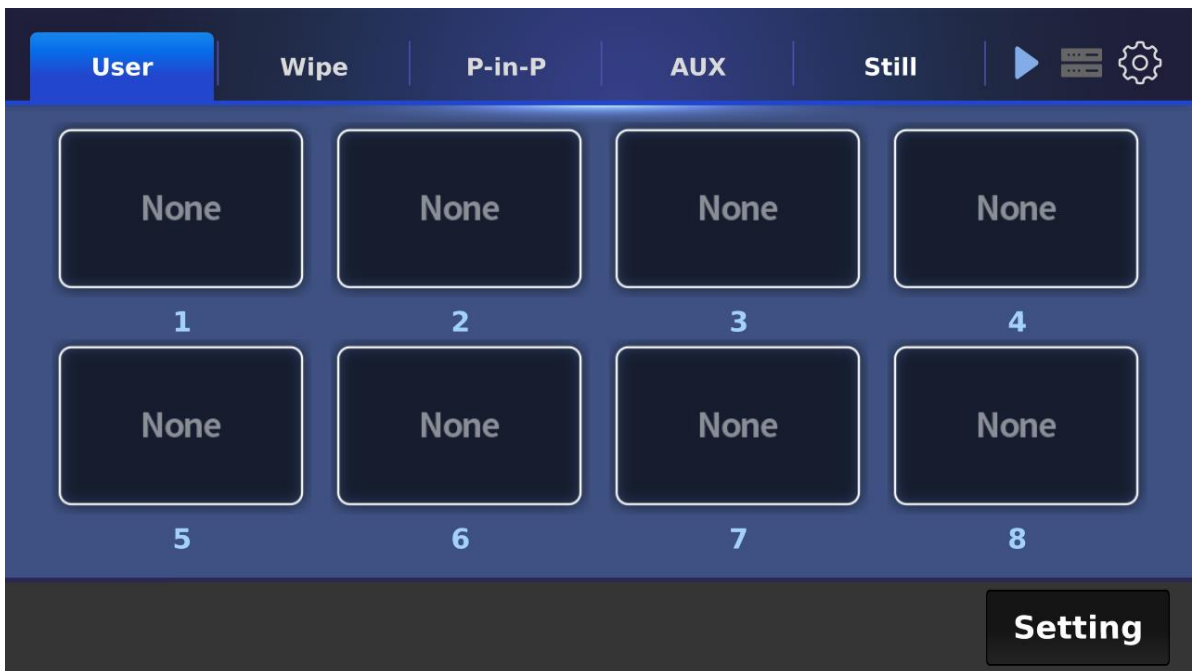 User Wipe P-in-P AUX Still
None None None None
1 2 3 4
None None None None
5 6 7 8
Setting